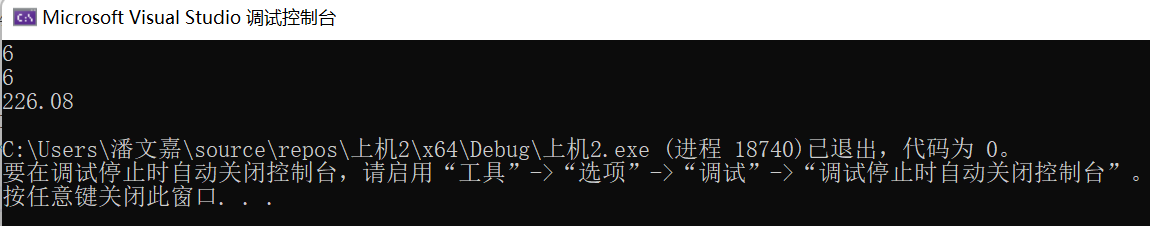 Microsoft Visual Studio 调试控制台
6
6
226.08
C:\Users\潘文嘉\source\repos\上机2\x64\Debug\上机2.exe (进程 18740)已退出，代码为 0。
要在调试停止时自动关闭控制台，请启用“工具”->“选项”->“调试”->“调试停止时自动关闭控制台”。
按任意键关闭此窗口. . .